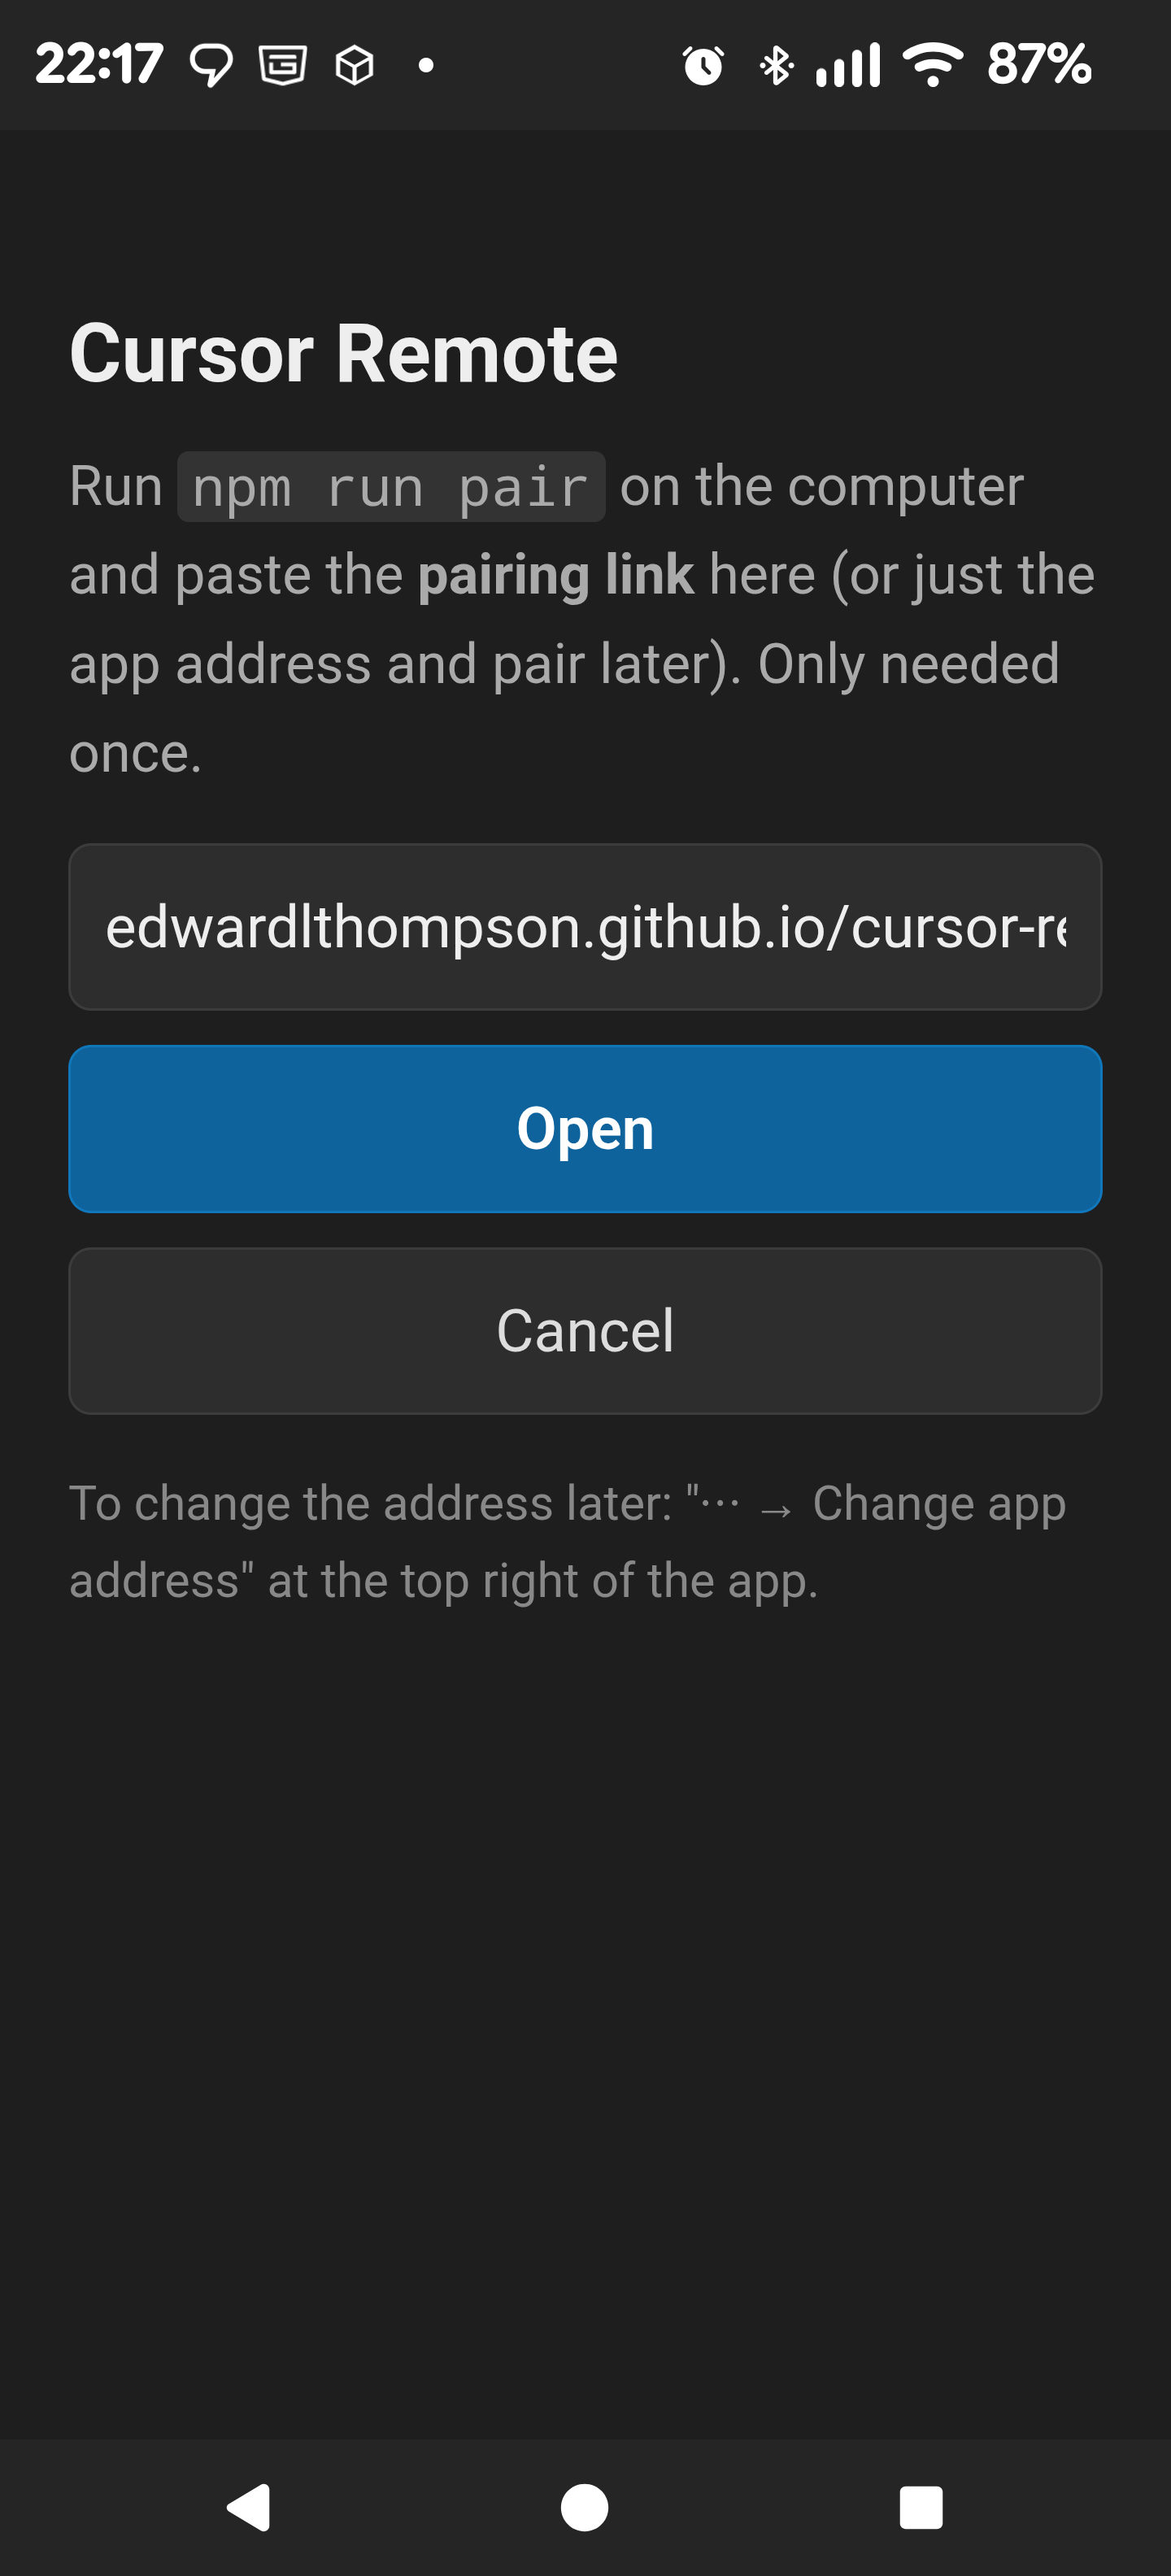 22:17
87%
Cursor Remote
Run npm run pair on the computer
and paste the pairing link here (or just the
app address and pair later). Only needed
once.
edwardlthompson.github.io/cursor-re
Open
Cancel
To change the address later: "··· → Change app
address" at the top right of the app.